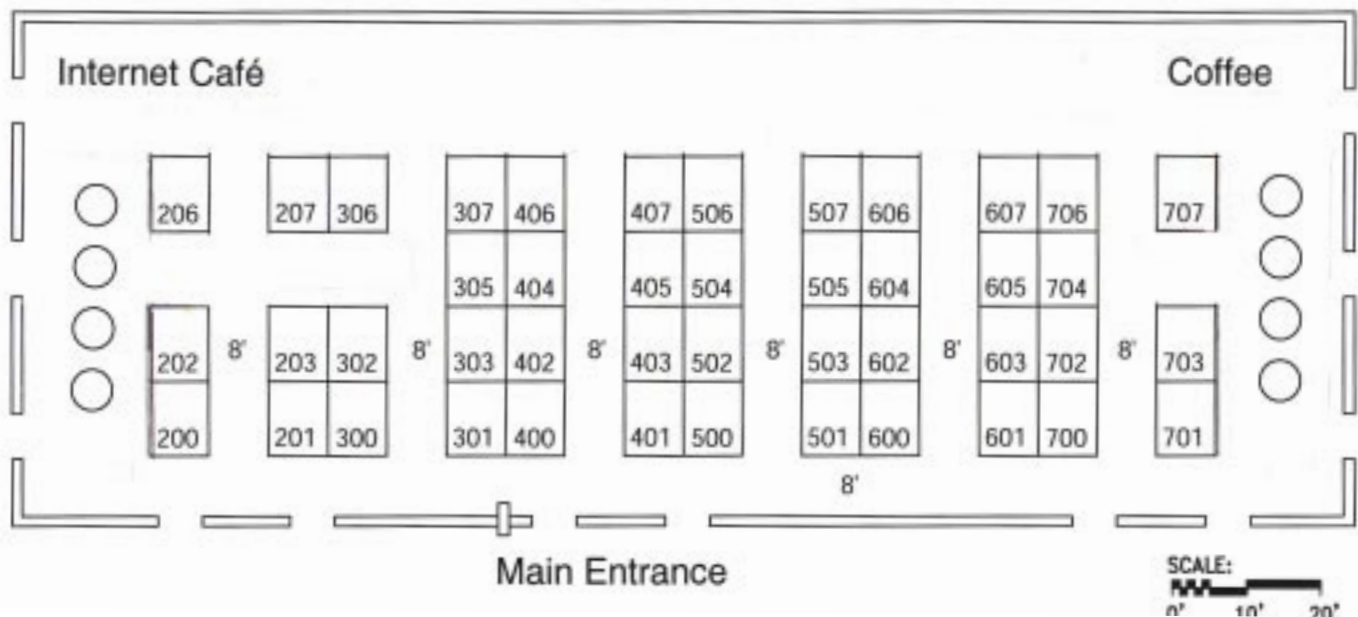 Internet Café Coffee
206 207 306 307 406 407 506 507 606 607 706 707
305 404 405 504 505 604 605 704
202 8' 203 302 8' 303 402 8' 403 502 8' 503 602 8' 603 702 8' 703
200 201 300 301 400 401 500 501 600 601 700 701
8'
Main Entrance
SCALE:
0' 10' 20'